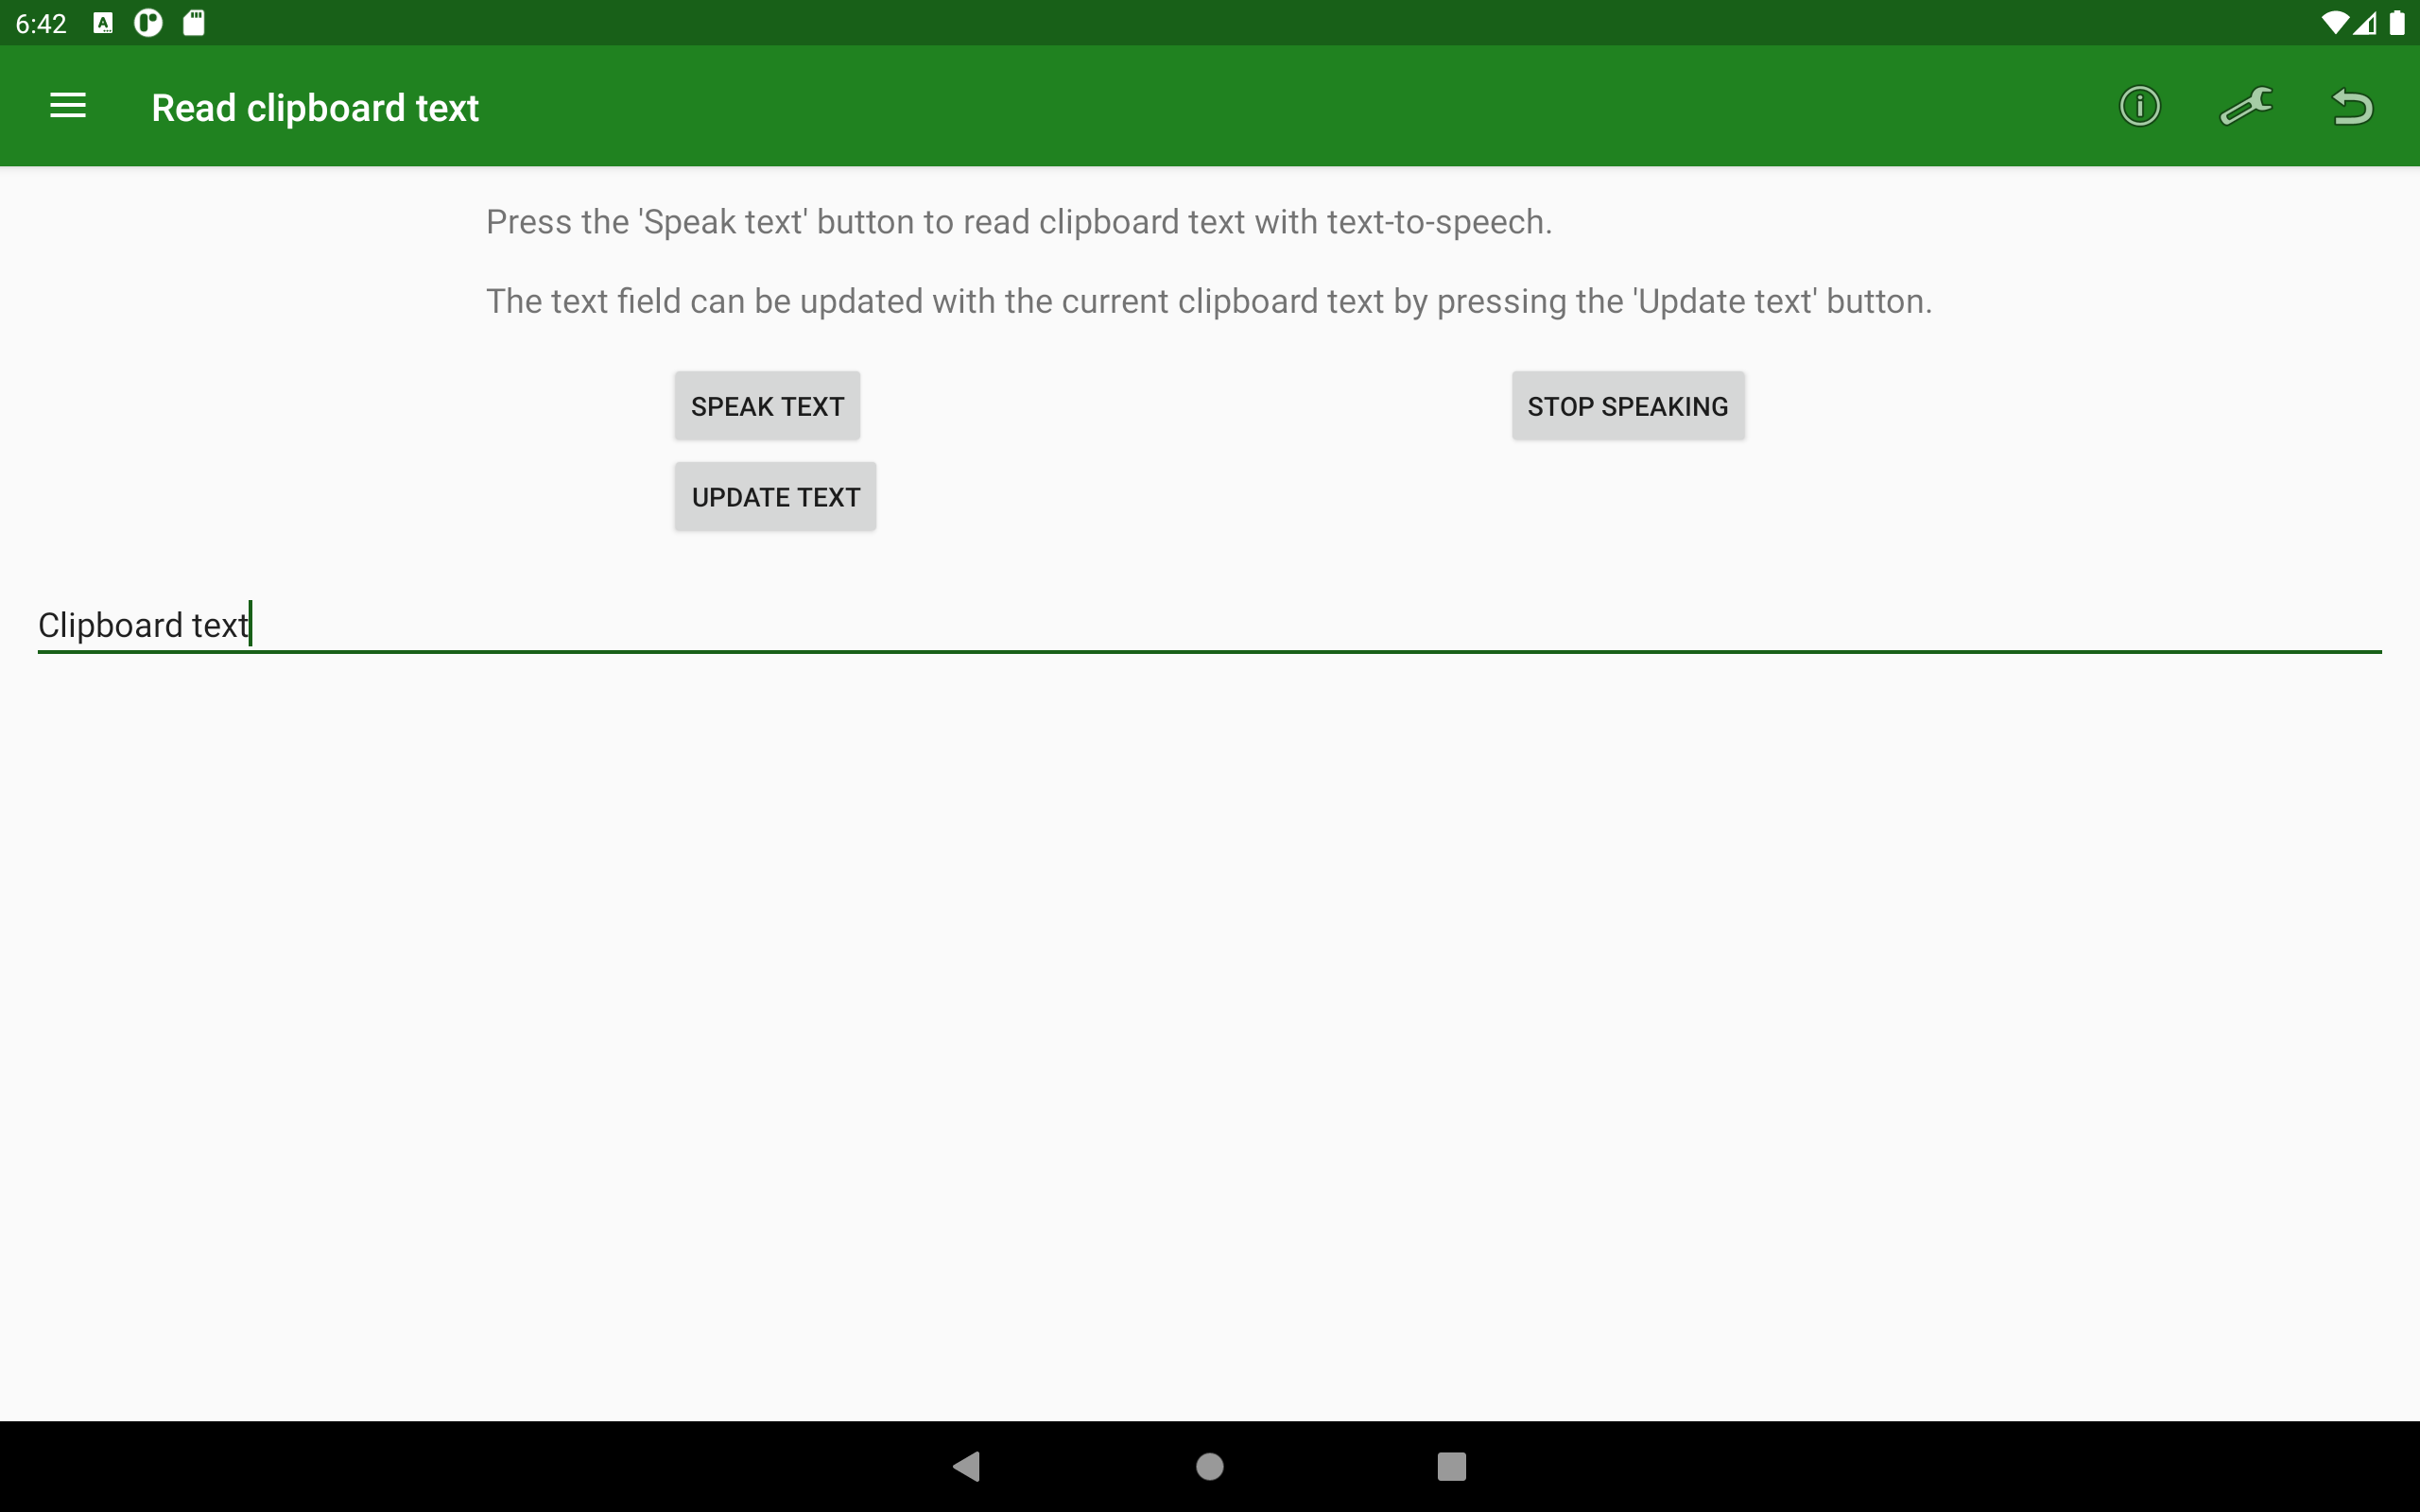 6:42
Read clipboard text
Press the 'Speak text' button to read clipboard text with text-to-speech.
The text field can be updated with the current clipboard text by pressing the 'Update text' button.
SPEAK TEXT
STOP SPEAKING
UPDATE TEXT
Clipboard text